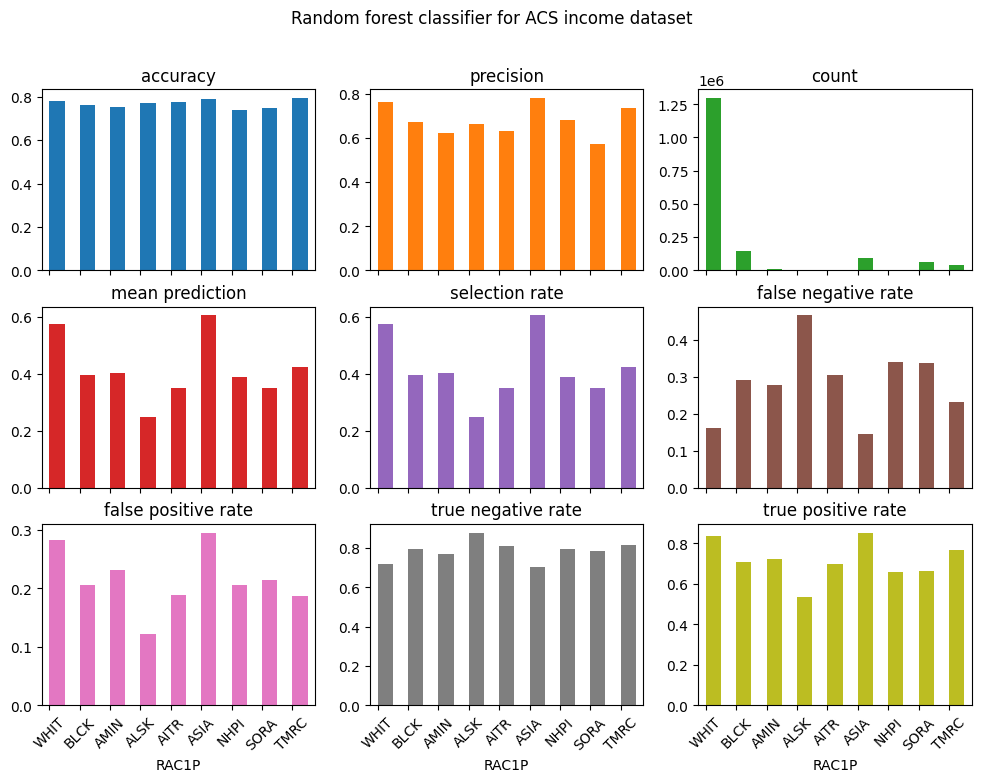 Random forest classifier for ACS income dataset
accuracy
0.8
0.6
0.4
0.2
0.0
precision
0.8
0.6
0.4
0.2
0.0
count
1e6
1.25
1.00
0.75
0.50
0.25
0.00
mean prediction
0.6
0.4
0.2
0.0
selection rate
0.6
0.4
0.2
0.0
false negative rate
0.4
0.3
0.2
0.1
0.0
false positive rate
0.3
0.2
0.1
0.0
WHIT BLCK AMIN ALSK AITR ASIA NHPI SORA TMRC
RAC1P
true negative rate
0.8
0.6
0.4
0.2
0.0
WHIT BLCK AMIN ALSK AITR ASIA NHPI SORA TMRC
RAC1P
true positive rate
0.8
0.6
0.4
0.2
0.0
WHIT BLCK AMIN ALSK AITR ASIA NHPI SORA TMRC
RAC1P